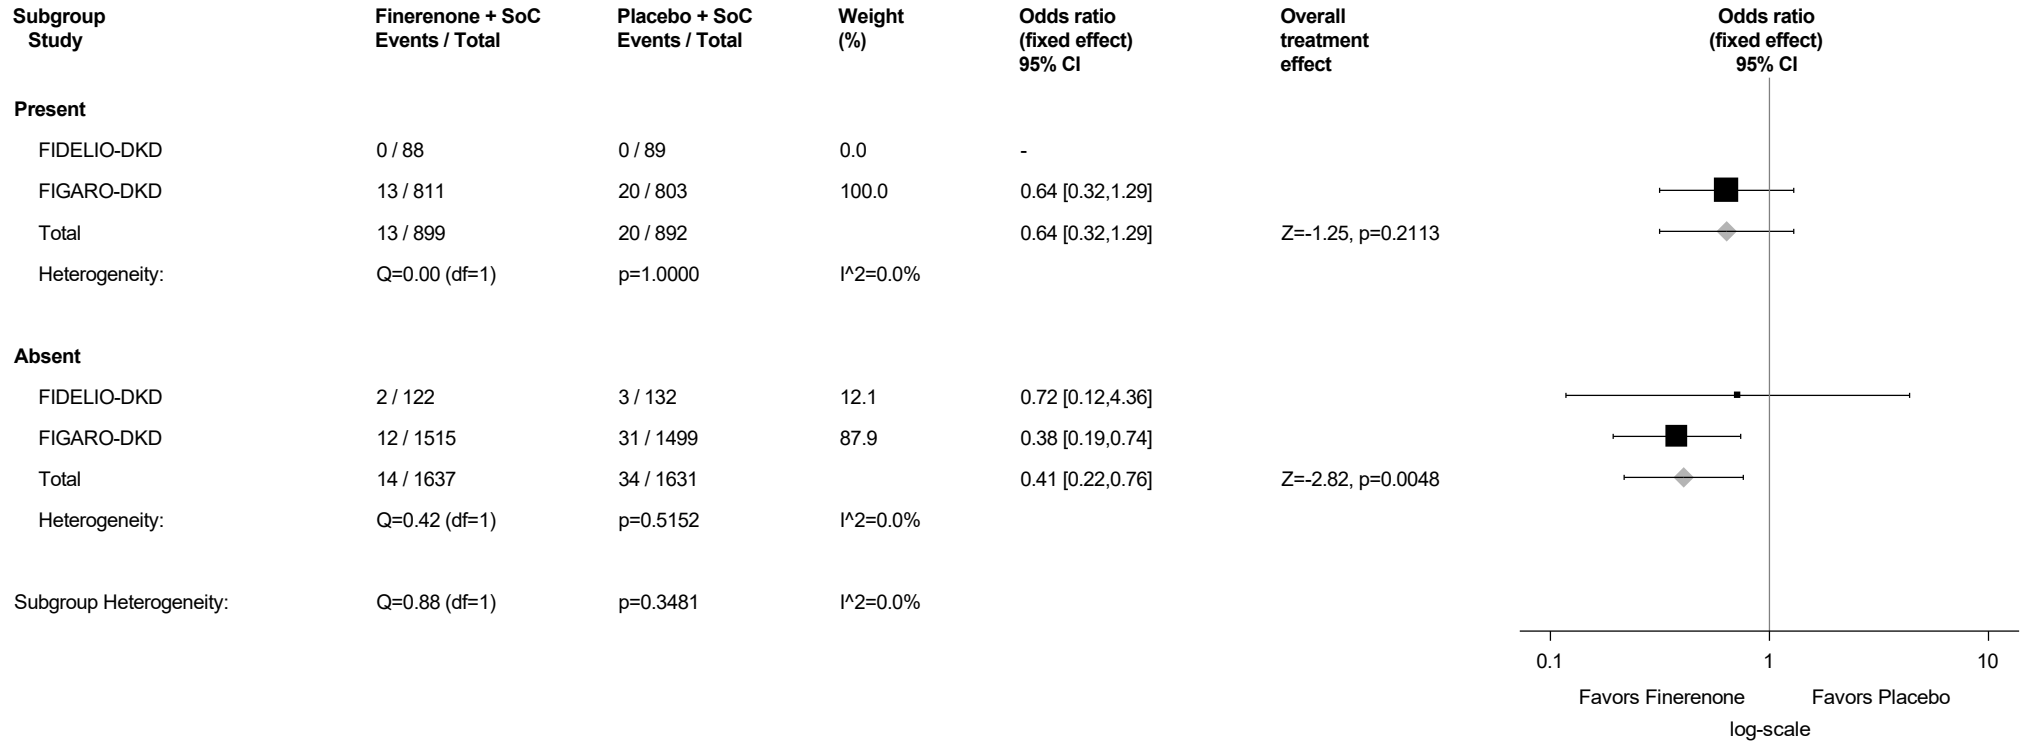 Subgroup Finerenone + SoC Placebo + SoC Weight Odds ratio Overall Odds ratio
Study Events / Total Events / Total (%) (fixed effect) treatment (fixed effect)
95% CI effect 95% CI
Present
FIDELIO-DKD 0 / 88 0 / 89 0.0 -
FIGARO-DKD 13 / 811 20 / 803 100.0 0.64 [0.32,1.29]
Total 13 / 899 20 / 892 0.64 [0.32,1.29] Z=-1.25, p=0.2113
Heterogeneity: Q=0.00 (df=1) p=1.0000 I^2=0.0%
Absent
FIDELIO-DKD 2 / 122 3 / 132 12.1 0.72 [0.12,4.36]
FIGARO-DKD 12 / 1515 31 / 1499 87.9 0.38 [0.19,0.74]
Total 14 / 1637 34 / 1631 0.41 [0.22,0.76] Z=-2.82, p=0.0048
Heterogeneity: Q=0.42 (df=1) p=0.5152 I^2=0.0%
Subgroup Heterogeneity: Q=0.88 (df=1) p=0.3481 I^2=0.0%
0.1 1 10
Favors Finerenone Favors Placebo
log-scale